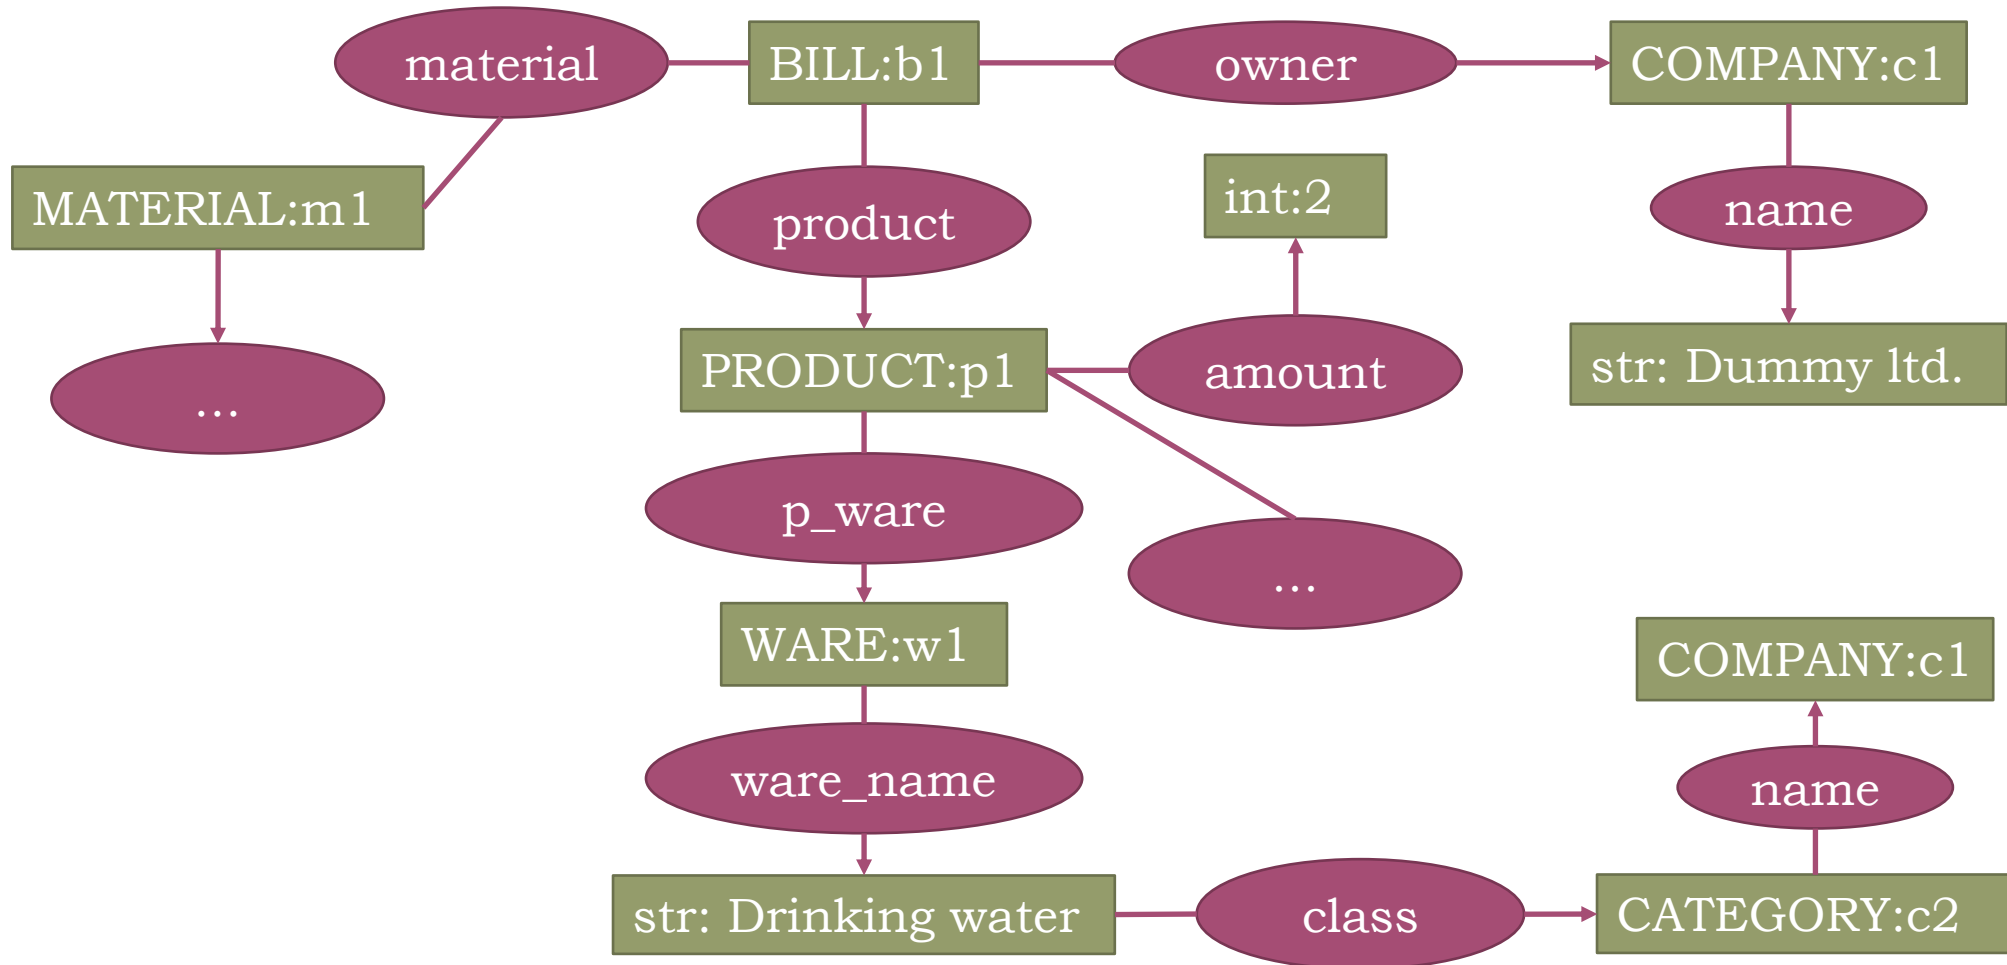 material
BILL:b1
owner
COMPANY:c1
MATERIAL:m1
product
int:2
name
...
PRODUCT:p1
amount
str: Dummy ltd.
p_ware
...
WARE:w1
COMPANY:c1
ware_name
name
str: Drinking water
class
CATEGORY:c2